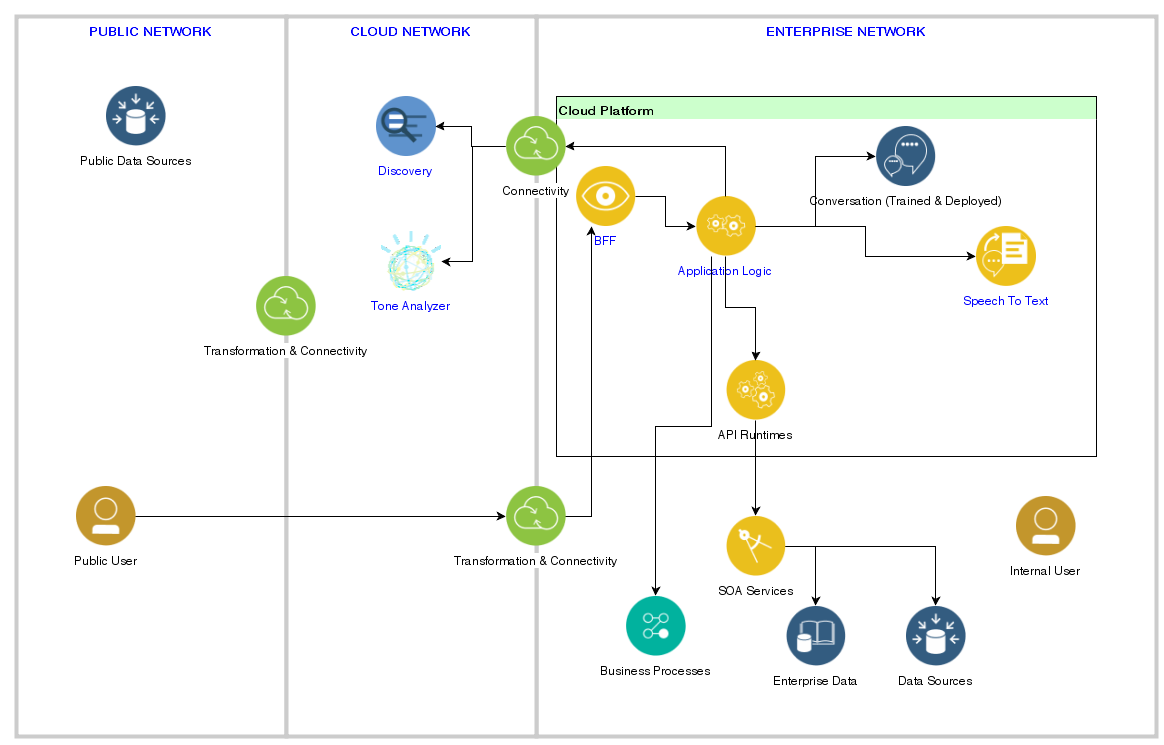 PUBLIC NETWORK
CLOUD NETWORK
ENTERPRISE NETWORK
Cloud Platform
Public Data Sources
Discovery
Connectivity
Conversation (Trained & Deployed)
BFF
Application Logic
Speech To Text
Tone Analyzer
Transformation & Connectivity
API Runtimes
Public User
Transformation & Connectivity
Internal User
SOA Services
Business Processes
Enterprise Data
Data Sources